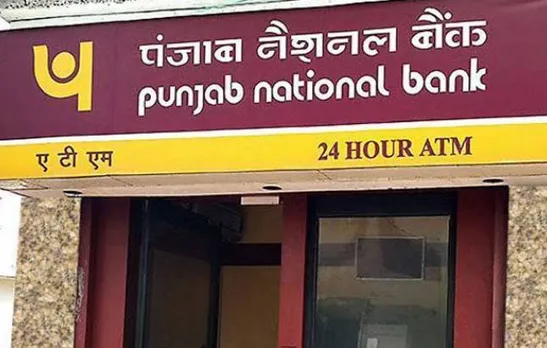 पंजाब नैशनल बैंक
punjab national bank
ए टी एम 24 HOUR ATM